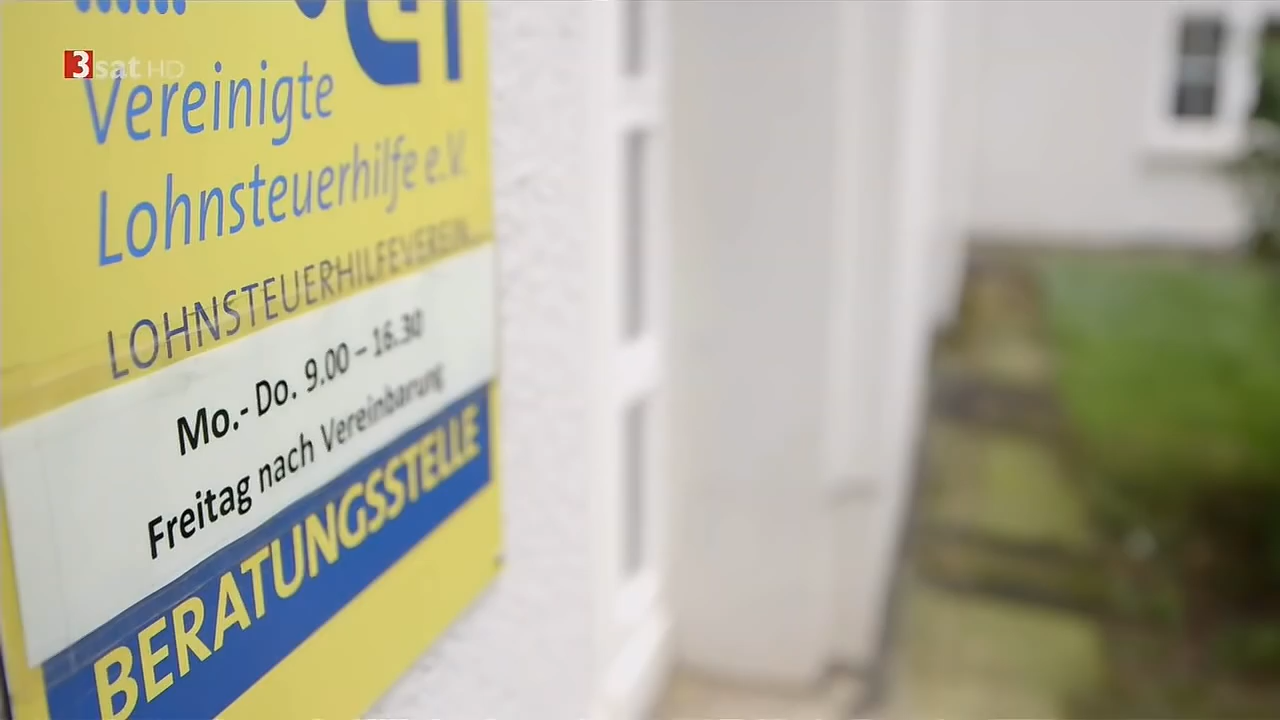 3sat HD
Vereinigte
Lohnsteuerhilfe e.V.
LOHNSTEUERHILFEVEREIN
Mo.- Do. 9.00 – 16.30
Freitag nach Vereinbarung
BERATUNGSSTELLE